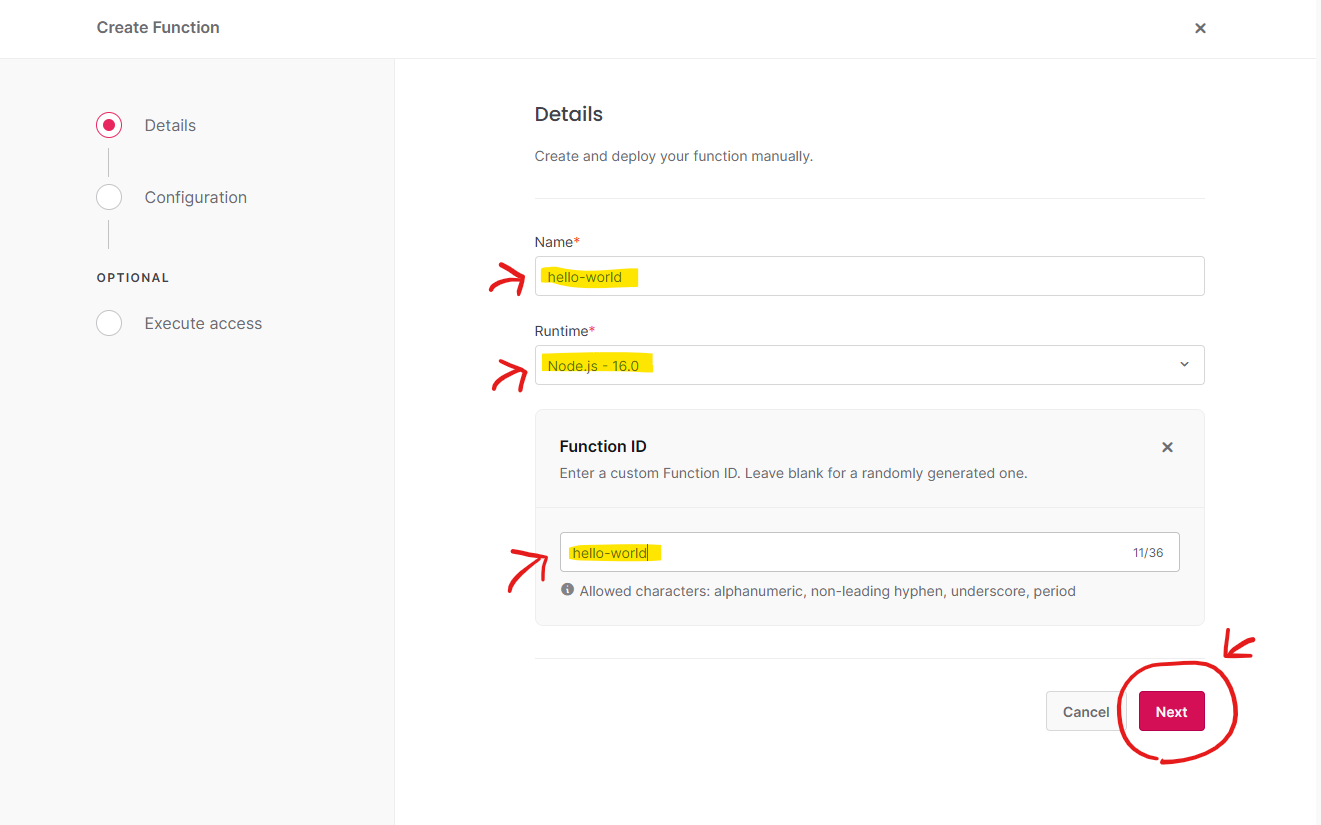 Create Function
Details
Configuration
OPTIONAL
Execute access
Details
Create and deploy your function manually.
Name*
hello-world
Runtime*
Node.js - 16.0
Function ID
Enter a custom Function ID. Leave blank for a randomly generated one.
hello-world 11/36
Allowed characters: alphanumeric, non-leading hyphen, underscore, period
Cancel Next